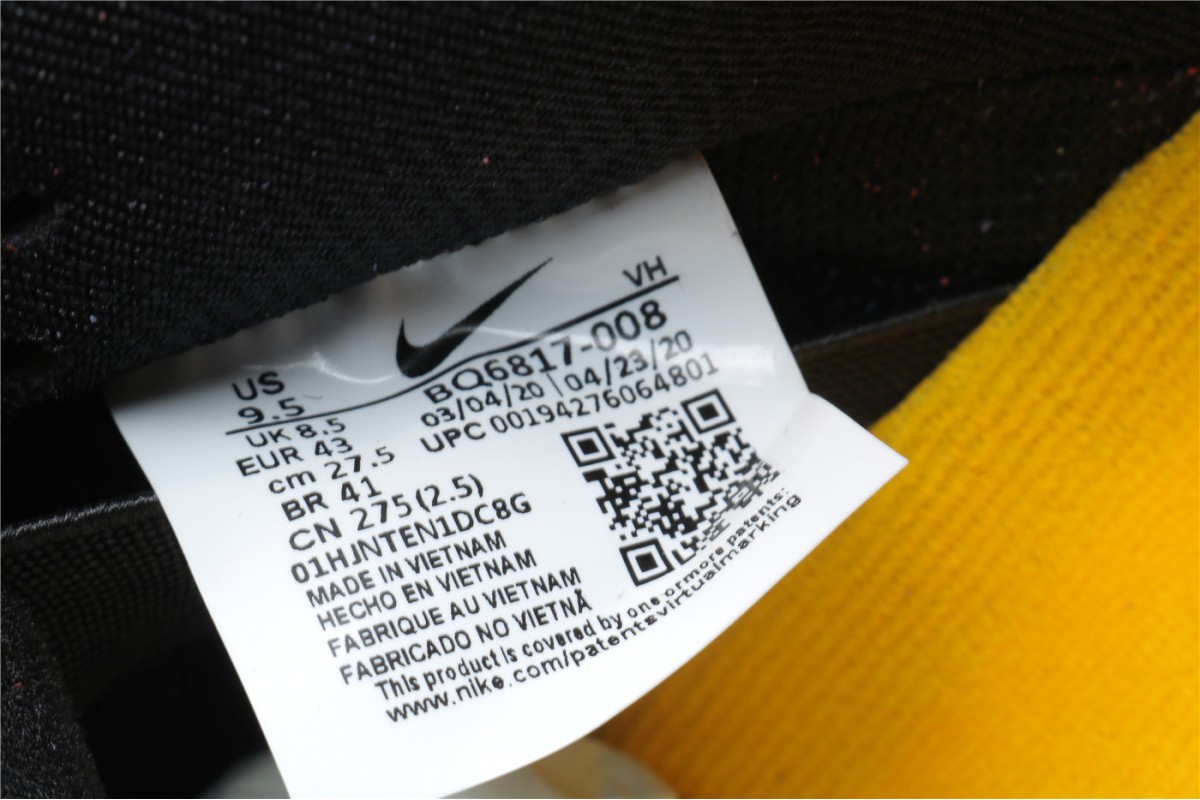 US
9.5
VH
UK 8.5
EUR 43
cm 27.5
BR 41
CN 275(2.5)
BQ6817-008
03/04/20 \ 04/23/20
UPC 00194276064801
01HJNTEN1DC8G
MADE IN VIETNAM
HECHO EN VIETNAM
FABRIQUE AU VIETNAM
FABRICADO NO VIETNÃ
This product is covered by one or more patents:
www.nike.com/patentsvirtualmarking